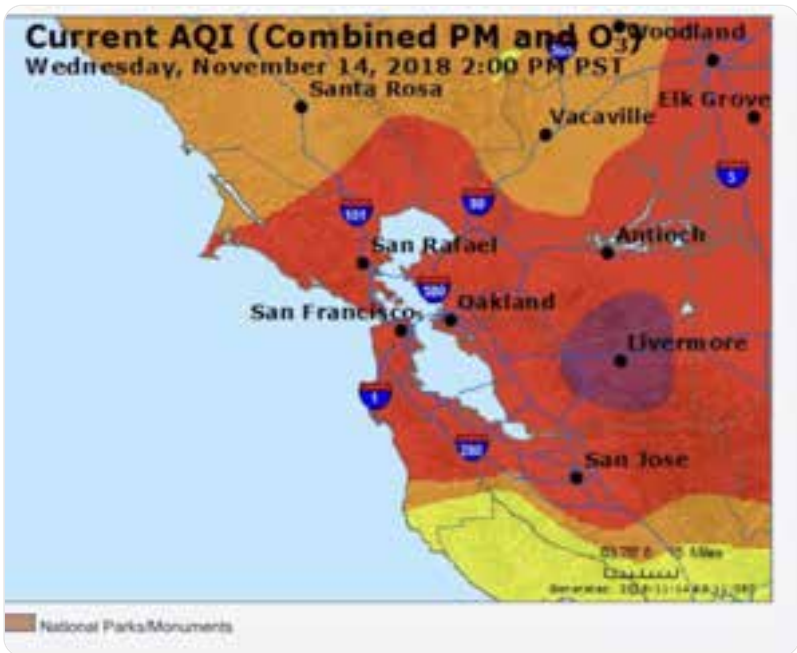 Current AQI (Combined PM and O3)
Wednesday, November 14, 2018 2:00 PM PST
Woodland
Santa Rosa
Elk Grove
Vacaville
5
80
101
Antioch
San Rafael
580
Oakland
San Francisco
Livermore
1
280
San Jose
Miles
Generated:
National Parks/Monuments